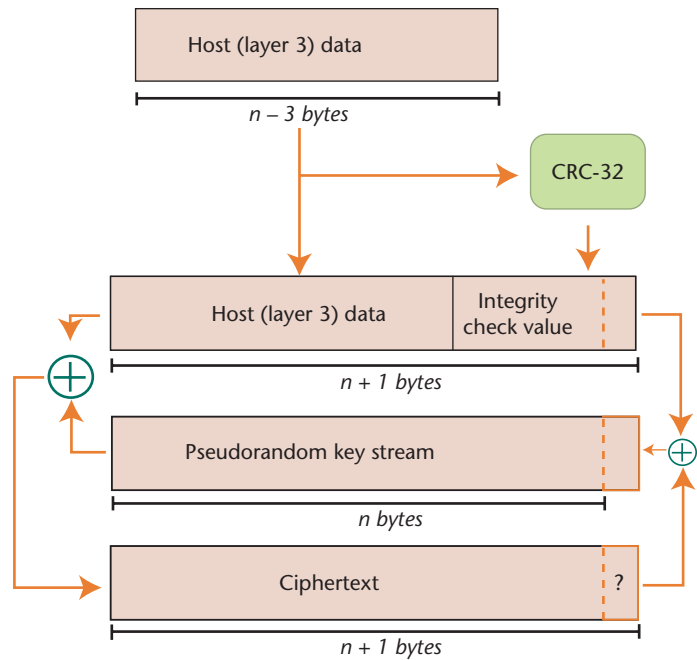 Host (layer 3) data
n – 3 bytes
CRC-32
Host (layer 3) data
Integrity
check value
n + 1 bytes
Pseudorandom key stream
n bytes
Ciphertext
?
n + 1 bytes